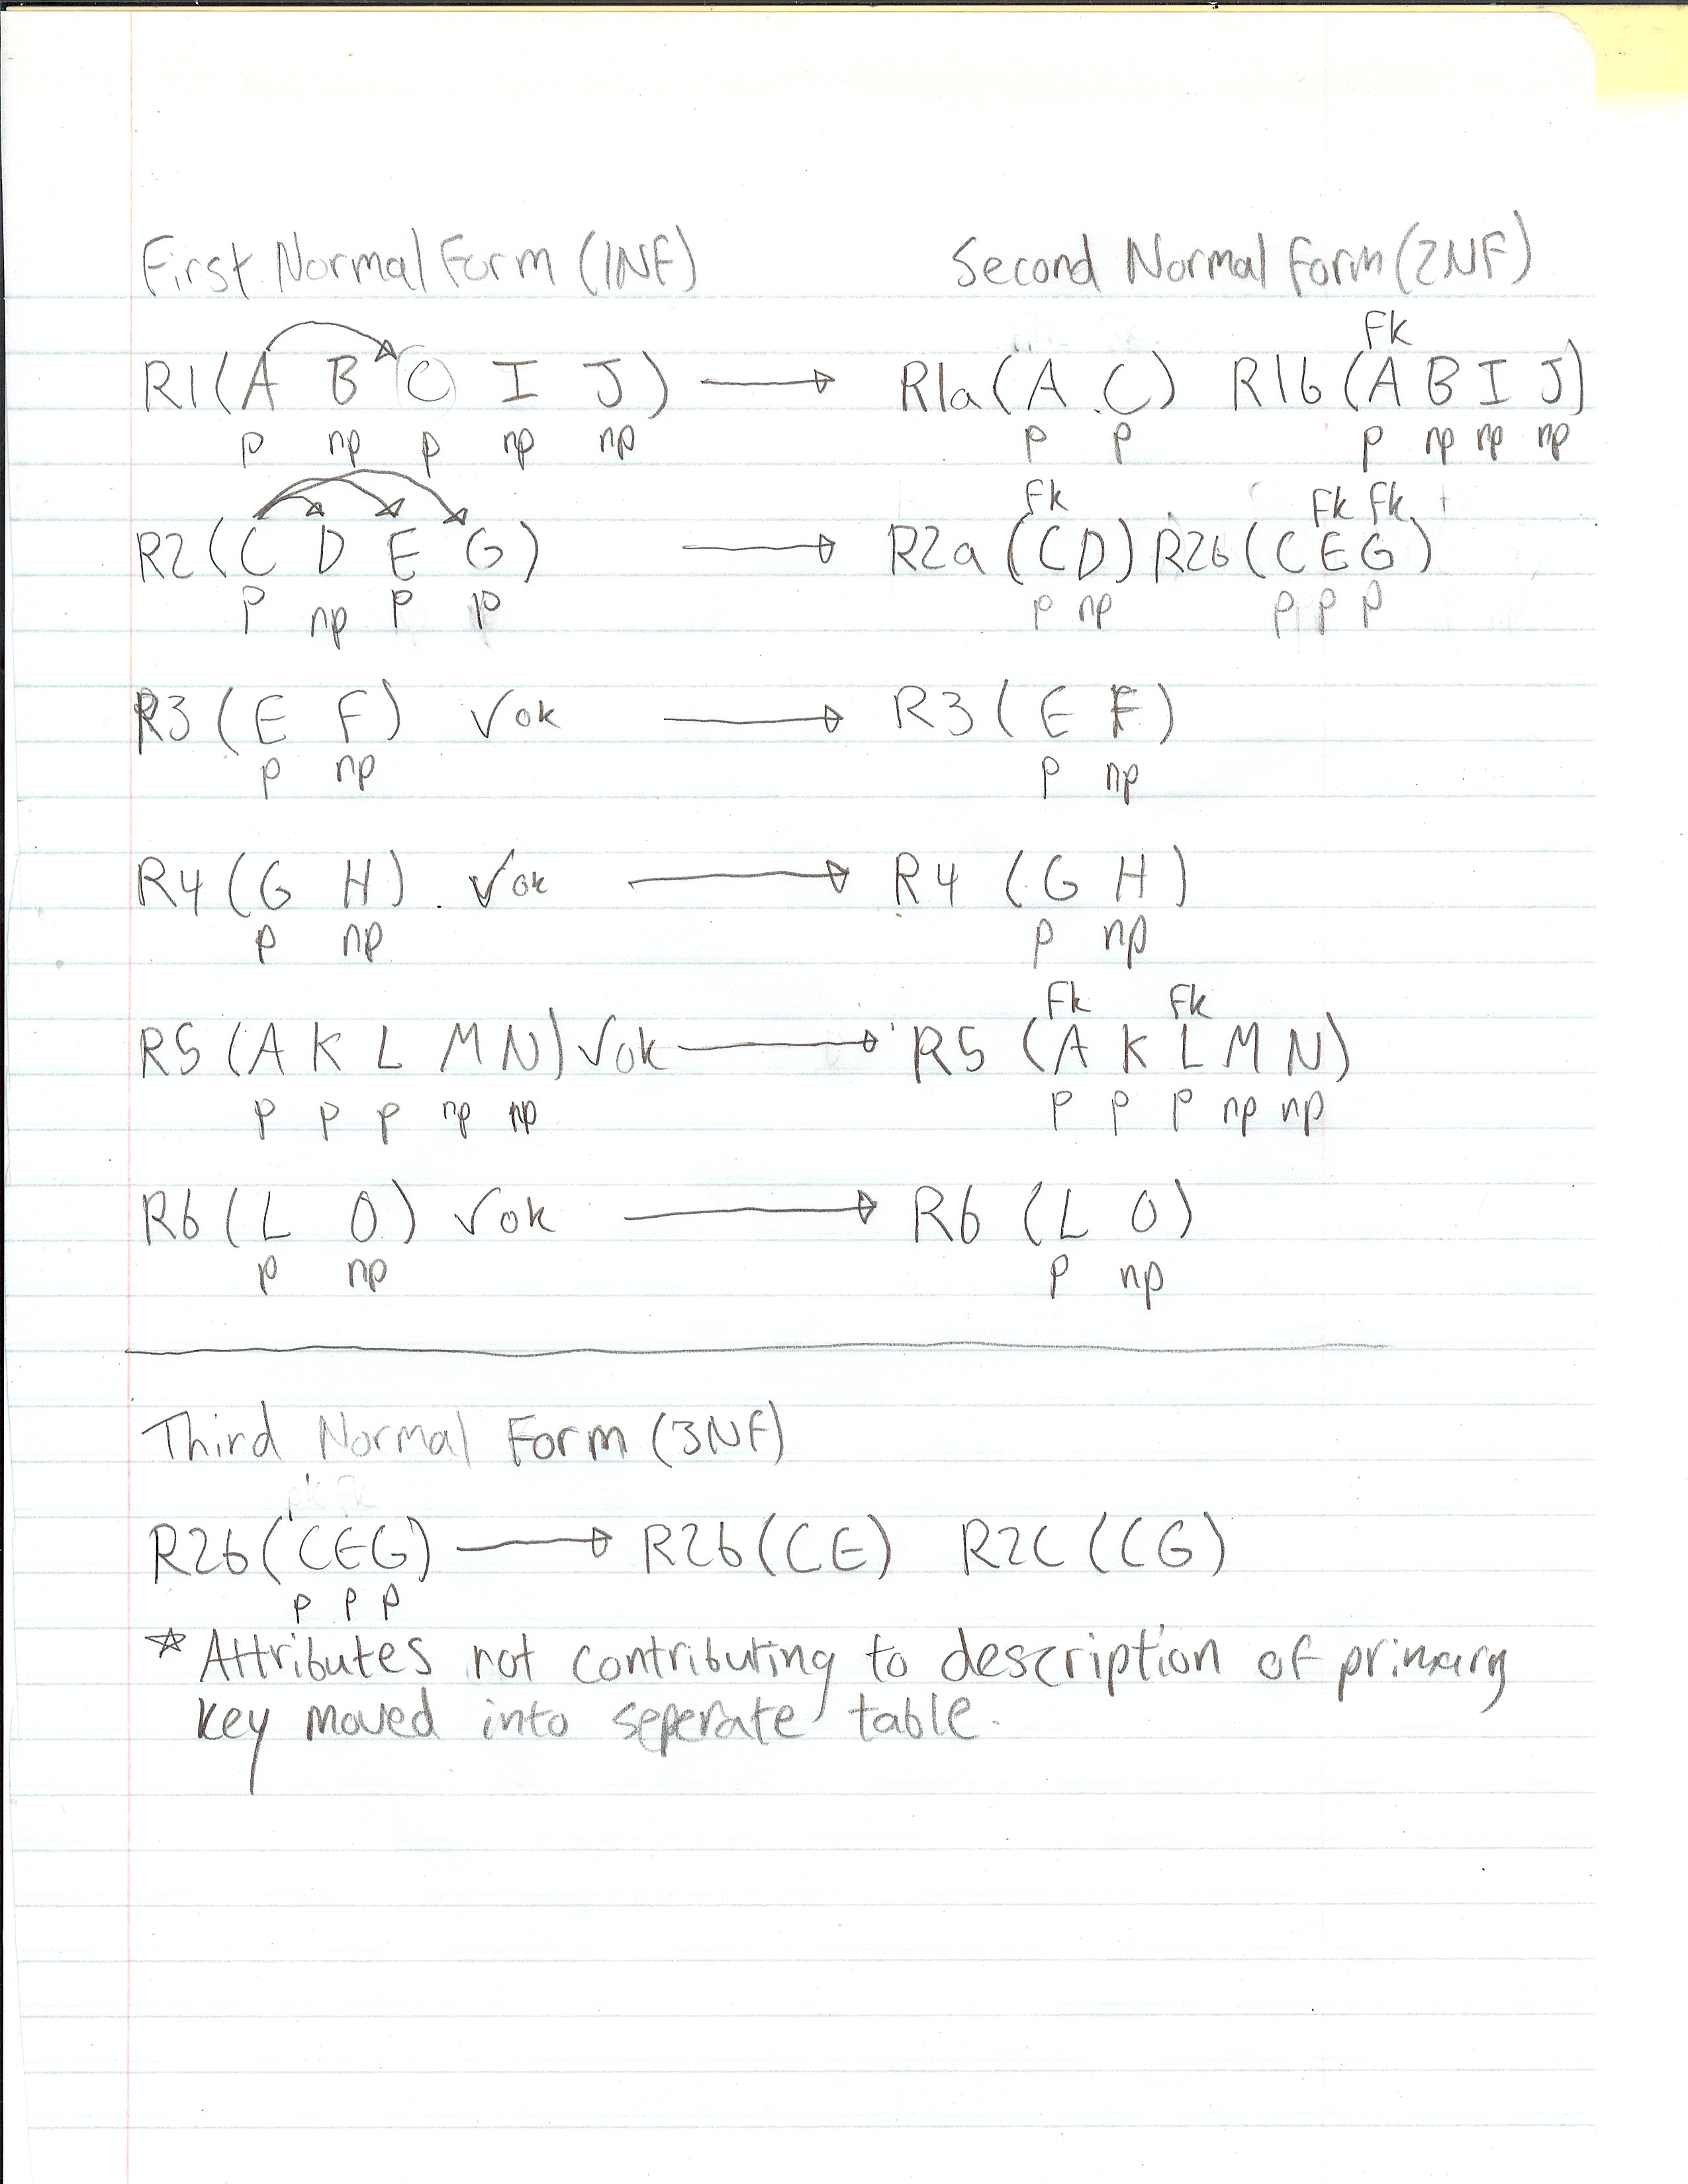 First Normal Form (1NF) Second Normal Form (2NF)
Fk
R1 (A B C I J) → R1a (A C) R1b (A B I J)
p np p np np p p p np np np
Fk Fk Fk
R2 (C D E G) → R2a (C D) R2b (C E G)
p np p p p np p p p
R3 (E F) √ ok → R3 (E F)
p np p np
R4 (G H) √ ok → R4 (G H)
p np p np
Fk Fk
R5 (A K L M N) √ ok → R5 (A K L M N)
p p p np np p p p np np
R6 (L O) √ ok → R6 (L O)
p np p np
Third Normal Form (3NF)
R2b (C E G) → R2b (C E) R2C (C G)
p p p
☆ Attributes not contributing to description of primary
key moved into seperate table.